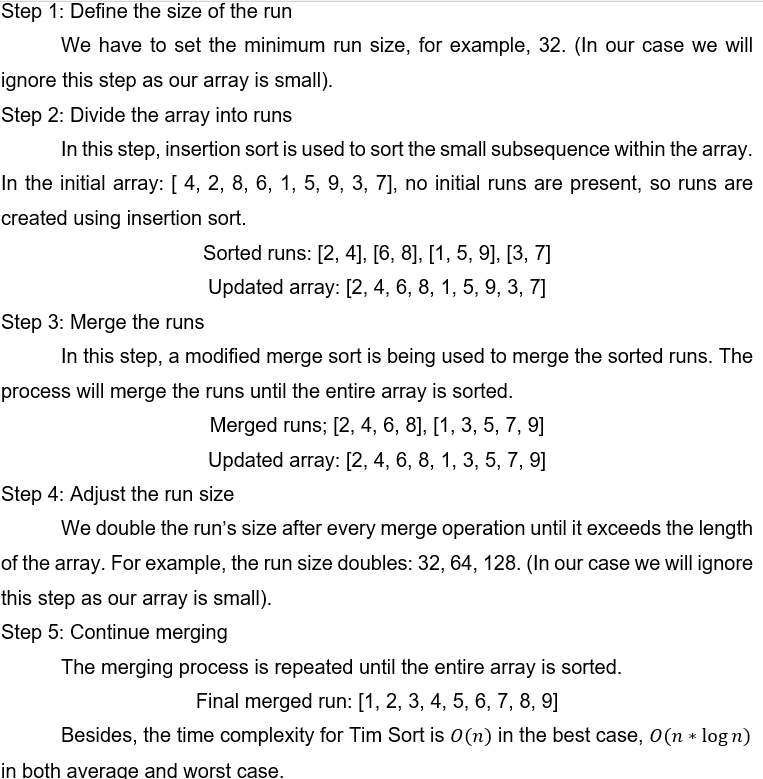 Step 1: Define the size of the run
We have to set the minimum run size, for example, 32. (In our case we will
ignore this step as our array is small).
Step 2: Divide the array into runs
In this step, insertion sort is used to sort the small subsequence within the array.
In the initial array: [ 4, 2, 8, 6, 1, 5, 9, 3, 7], no initial runs are present, so runs are
created using insertion sort.
Sorted runs: [2, 4], [6, 8], [1, 5, 9], [3, 7]
Updated array: [2, 4, 6, 8, 1, 5, 9, 3, 7]
Step 3: Merge the runs
In this step, a modified merge sort is being used to merge the sorted runs. The
process will merge the runs until the entire array is sorted.
Merged runs; [2, 4, 6, 8], [1, 3, 5, 7, 9]
Updated array: [2, 4, 6, 8, 1, 3, 5, 7, 9]
Step 4: Adjust the run size
We double the run’s size after every merge operation until it exceeds the length
of the array. For example, the run size doubles: 32, 64, 128. (In our case we will ignore
this step as our array is small).
Step 5: Continue merging
The merging process is repeated until the entire array is sorted.
Final merged run: [1, 2, 3, 4, 5, 6, 7, 8, 9]
Besides, the time complexity for Tim Sort is O(n) in the best case, O(n * log n)
in both average and worst case.